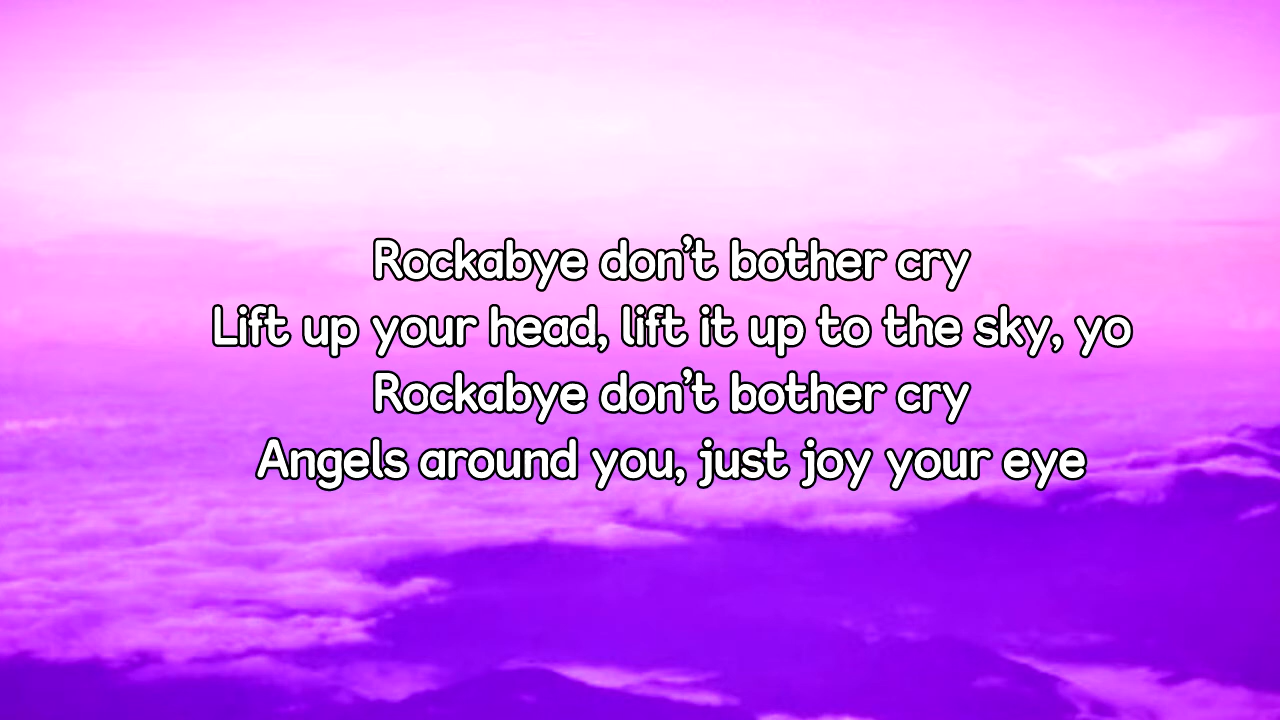 Rockabye don’t bother cry
Lift up your head, lift it up to the sky, yo
Rockabye don’t bother cry
Angels around you, just joy your eye